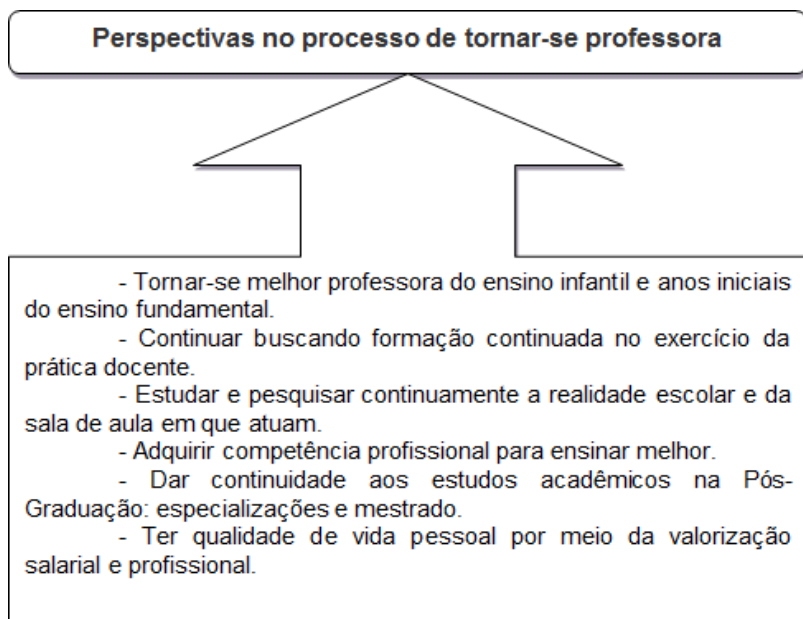 Perspectivas no processo de tornar-se professora
- Tornar-se melhor professora do ensino infantil e anos iniciais
do ensino fundamental.
- Continuar buscando formação continuada no exercício da
prática docente.
- Estudar e pesquisar continuamente a realidade escolar e da
sala de aula em que atuam.
- Adquirir competência profissional para ensinar melhor.
- Dar continuidade aos estudos acadêmicos na Pós-
Graduação: especializações e mestrado.
- Ter qualidade de vida pessoal por meio da valorização
salarial e profissional.